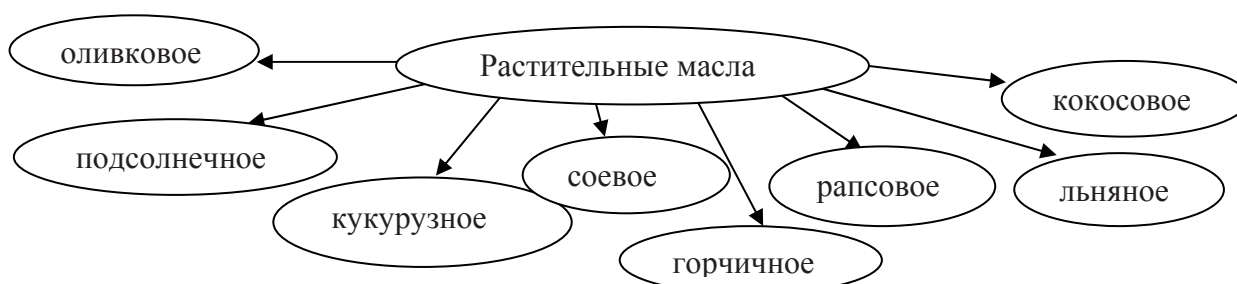 оливковое
Растительные масла
кокосовое
подсолнечное
соевое
рапсовое
льняное
кукурузное
горчичное